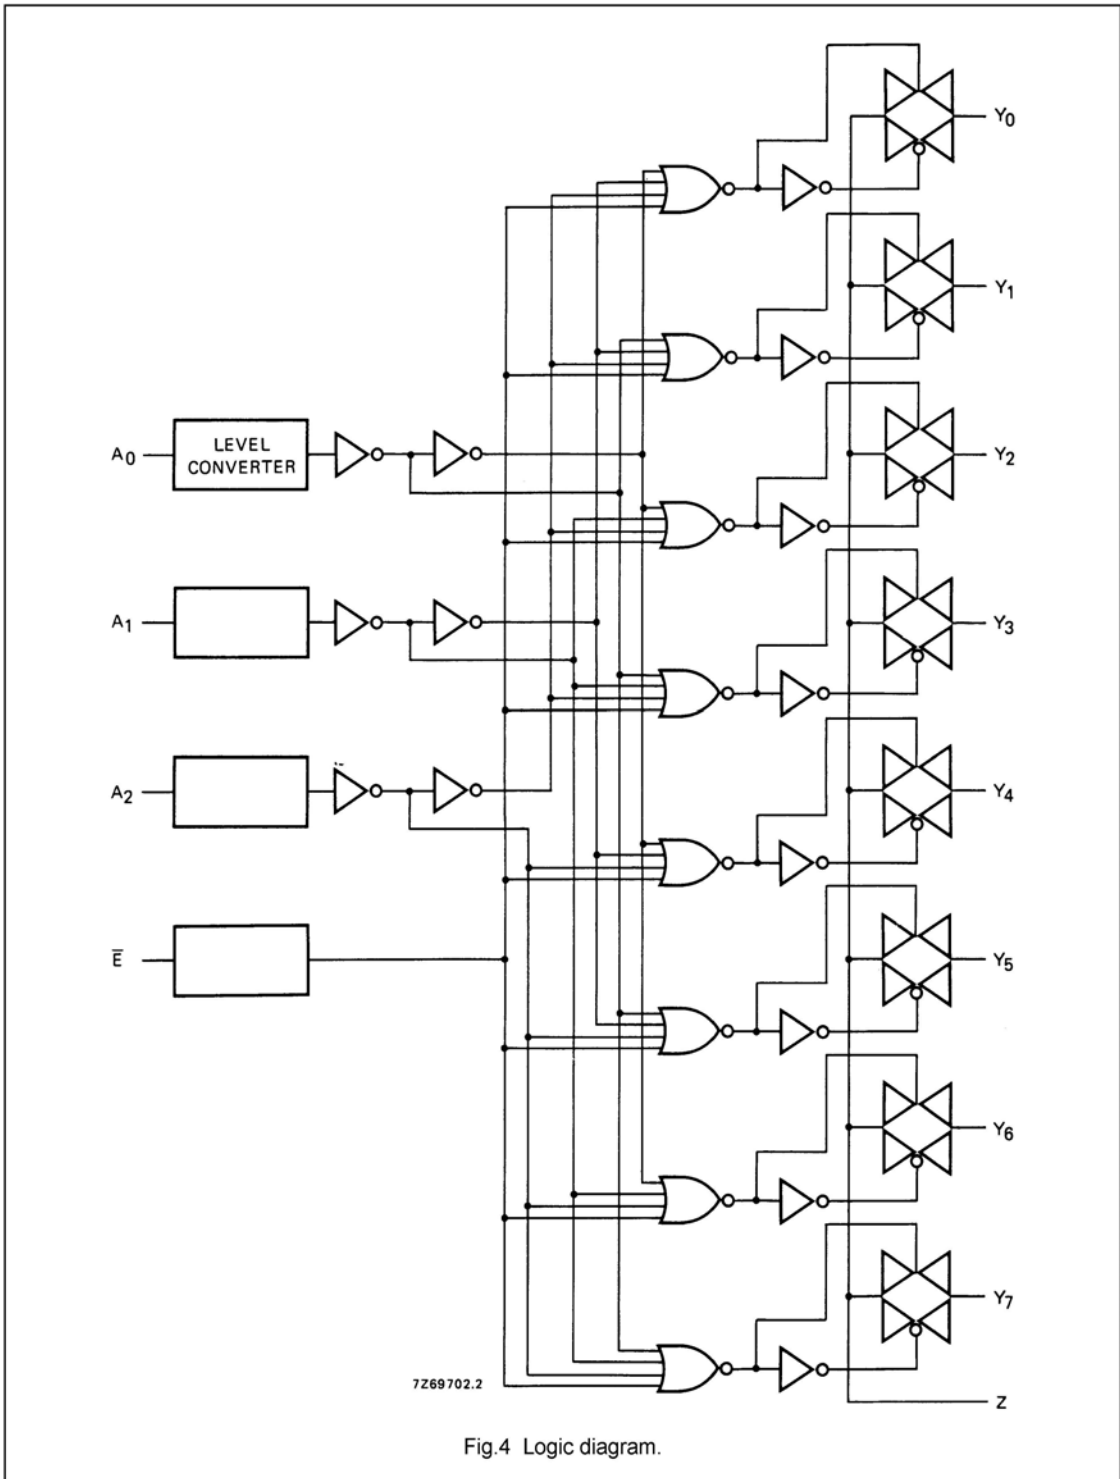 Y0
Y1
A0
LEVEL
CONVERTER
Y2
A1
Y3
A2
Y4
E̅
Y5
Y6
Y7
7Z69702.2
Z
Fig.4 Logic diagram.